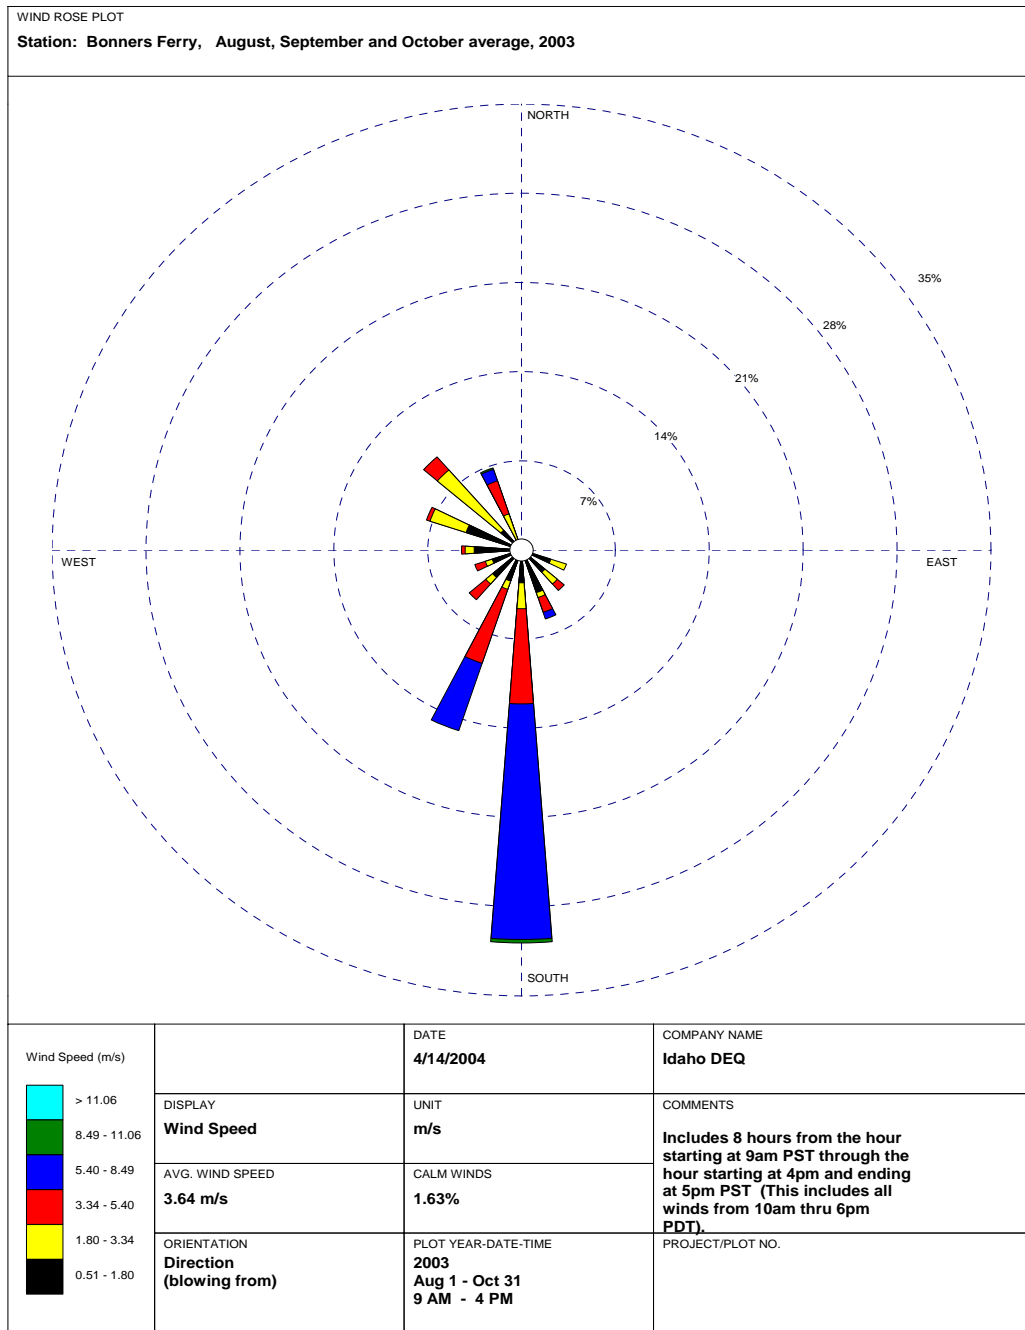 WIND ROSE PLOT
Station: Bonners Ferry, August, September and October average, 2003
NORTH
35%
28%
21%
14%
7%
WEST
EAST
SOUTH
Wind Speed (m/s)
> 11.06
8.49 - 11.06
5.40 - 8.49
3.34 - 5.40
1.80 - 3.34
0.51 - 1.80
DISPLAY
Wind Speed
AVG. WIND SPEED
3.64 m/s
ORIENTATION
Direction
(blowing from)
DATE
4/14/2004
UNIT
m/s
CALM WINDS
1.63%
PLOT YEAR-DATE-TIME
2003
Aug 1 - Oct 31
9 AM - 4 PM
COMPANY NAME
Idaho DEQ
COMMENTS
Includes 8 hours from the hour
starting at 9am PST through the
hour starting at 4pm and ending
at 5pm PST (This includes all
winds from 10am thru 6pm
PDT).
PROJECT/PLOT NO.